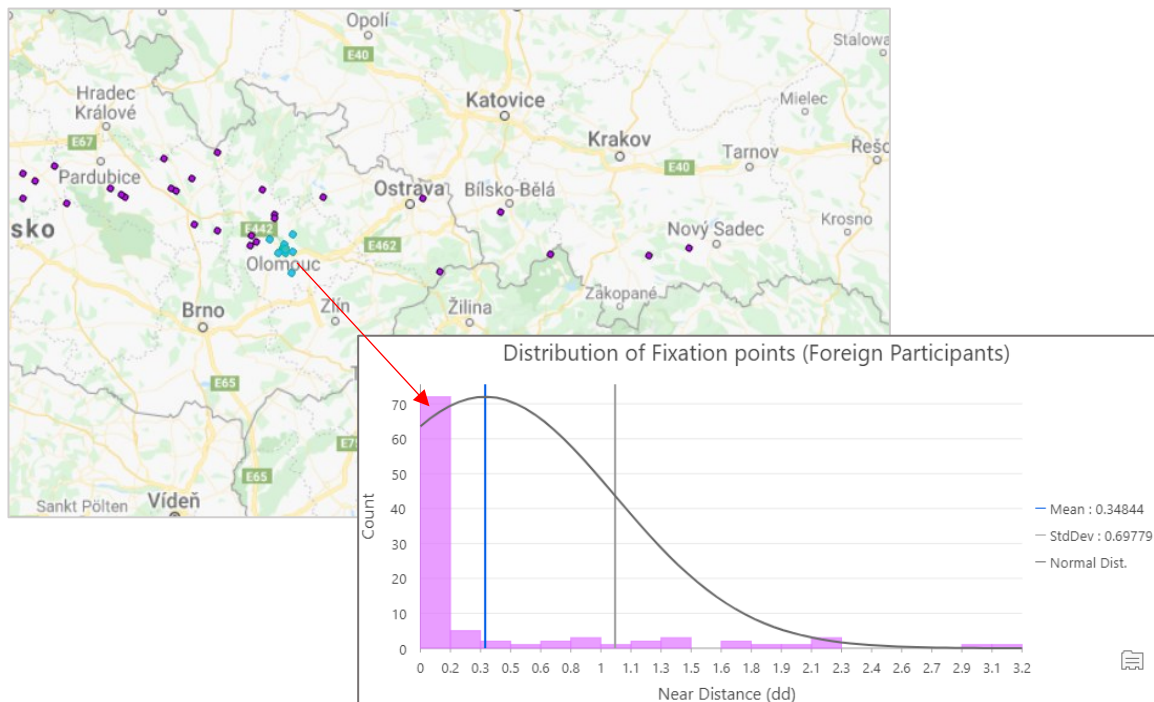 Opolí
Stalowa
E40
Hradec
Králové
Katovice
Mielec
E67
Krakov
Tarnov
Řešo
E40
Pardubice
Ostrava
Bílsko-Bělá
Krosno
sko
E442
Nový Sadec
E462
Olomouc
Zákopané
Zlín
Žilina
Brno
E65
E75
E65
Sankt Pölten
Vídeň
Distribution of Fixation points (Foreign Participants)
70
60
50
40
30
20
10
0
Count
0 0.2 0.3 0.5 0.6 0.8 1 1.1 1.3 1.5 1.6 1.8 1.9 2.1 2.3 2.4 2.6 2.7 2.9 3.1 3.2
Near Distance (dd)
Mean : 0.34844
StdDev : 0.69779
Normal Dist.